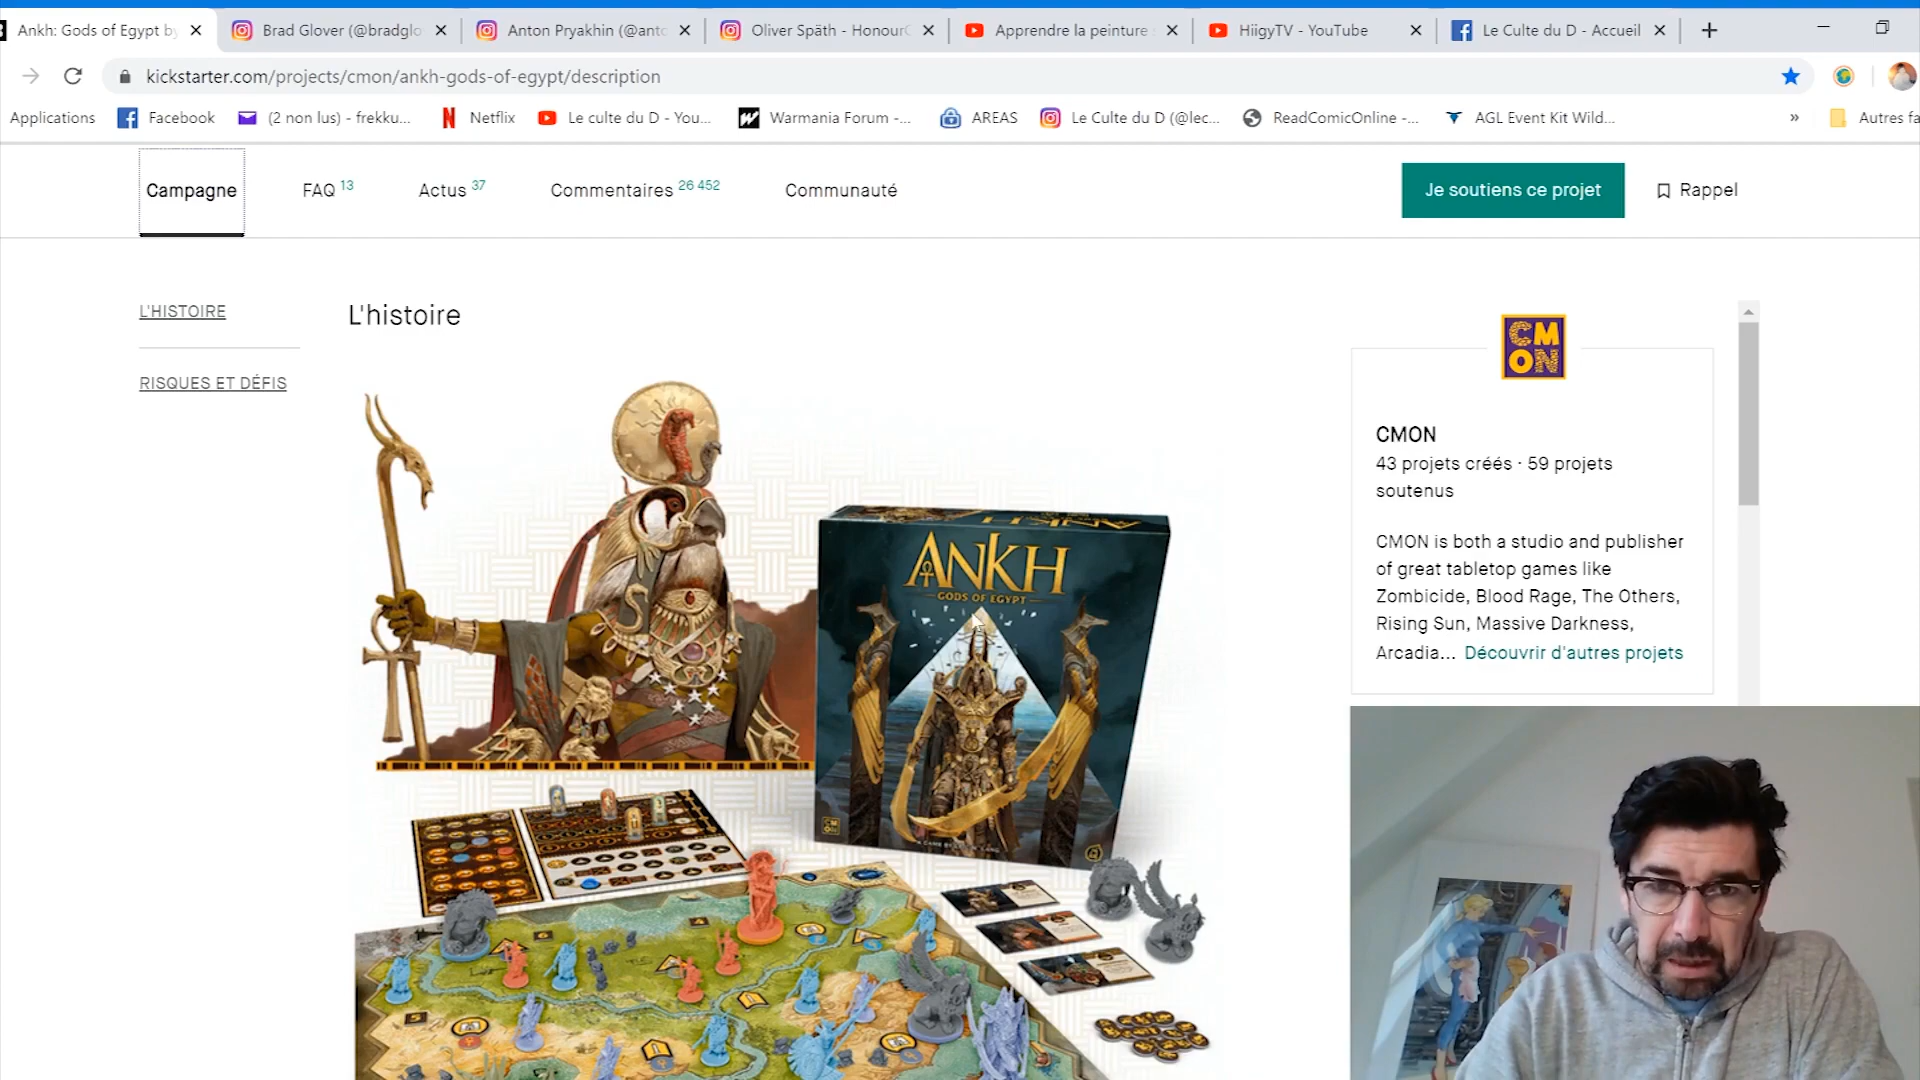 Ankh: Gods of Egypt by
Brad Glover (@bradglo
Anton Pryakhin (@anto
Oliver Späth - HonourG
Apprendre la peinture
HiigyTV - YouTube
Le Culte du D - Accueil
kickstarter.com/projects/cmon/ankh-gods-of-egypt/description
Applications
Facebook
(2 non lus) - frekku...
Netflix
Le culte du D - You...
Warmania Forum -...
AREAS
Le Culte du D (@lec...
ReadComicOnline -...
AGL Event Kit Wild...
»
Autres fa
Campagne
FAQ 13
Actus 37
Commentaires 26 452
Communauté
Je soutiens ce projet
Rappel
L'HISTOIRE
RISQUES ET DÉFIS
L'histoire
ANKH
GODS OF EGYPT
CMON
CMON
43 projets créés · 59 projets
soutenus
CMON is both a studio and publisher
of great tabletop games like
Zombicide, Blood Rage, The Others,
Rising Sun, Massive Darkness,
Arcadia... Découvrir d'autres projets